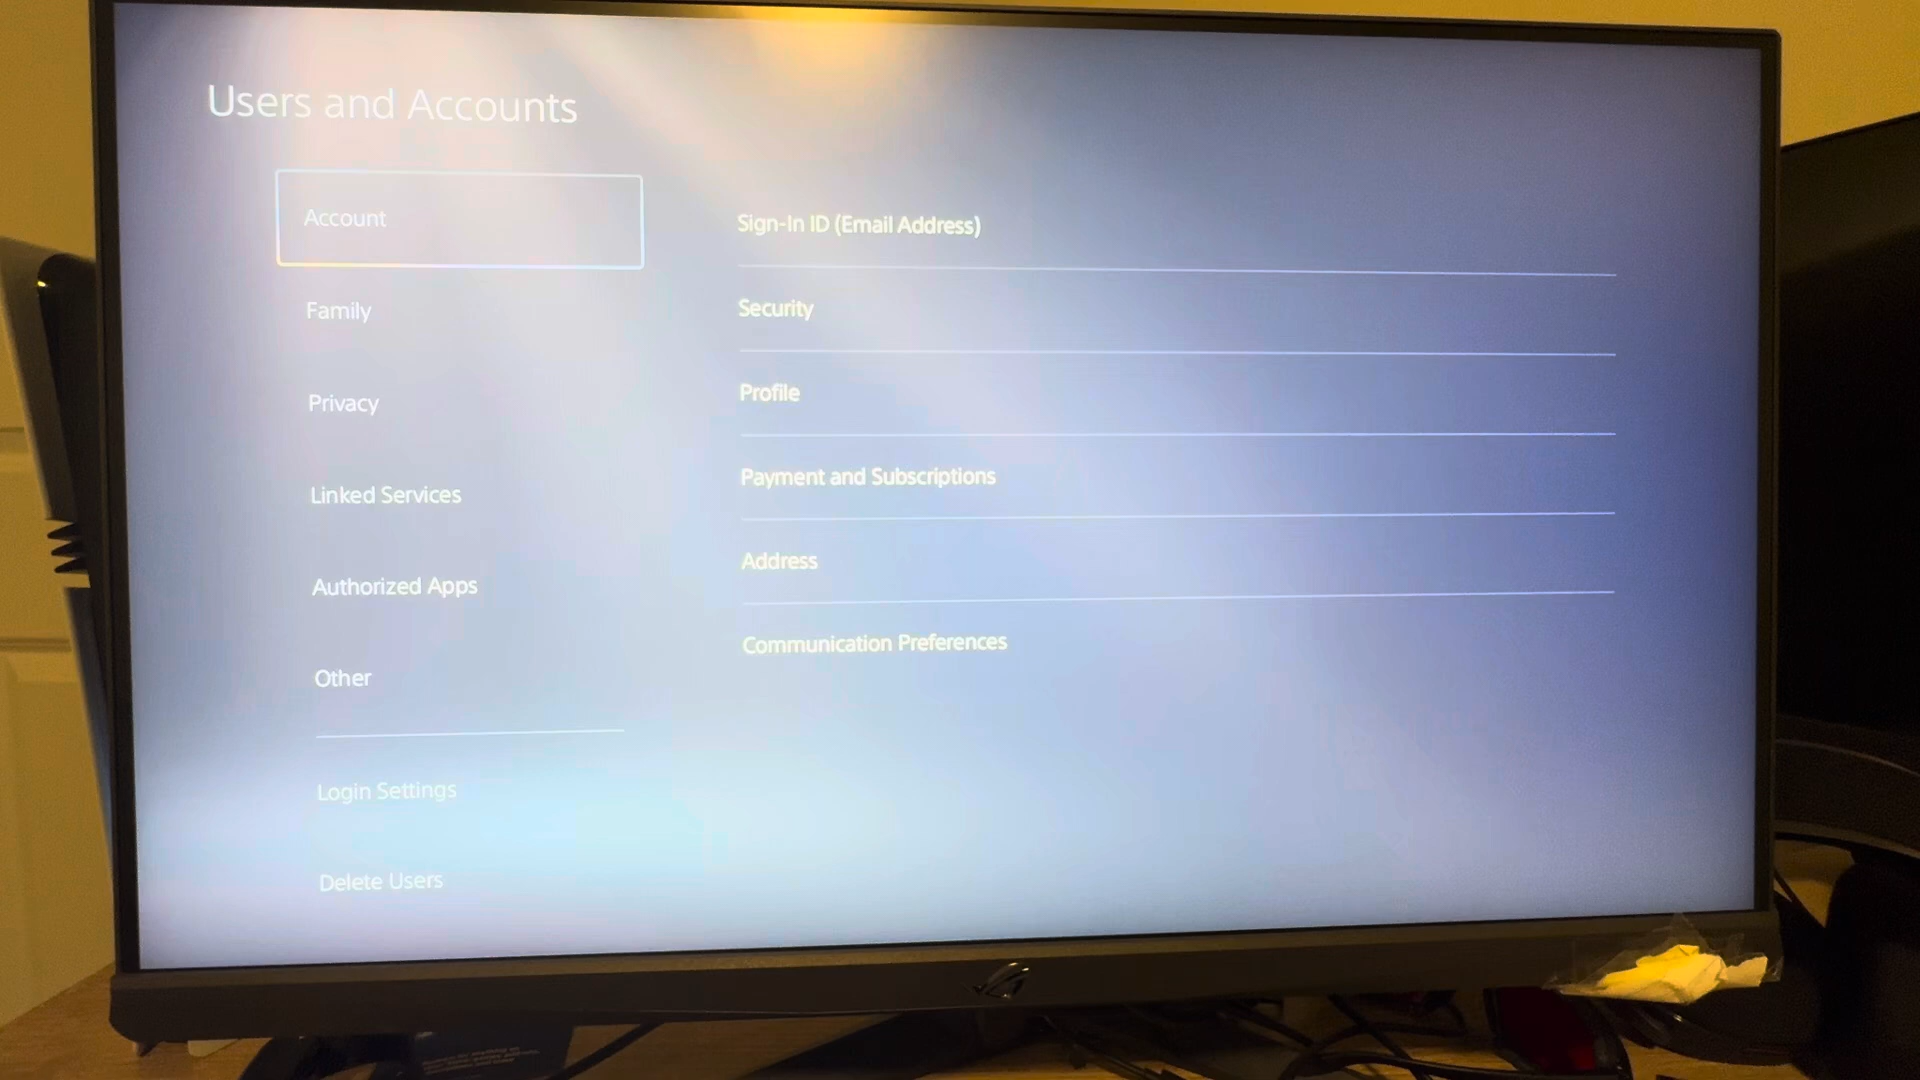 Users and Accounts
Account
Family
Privacy
Linked Services
Authorized Apps
Other
Login Settings
Delete Users
Sign-In ID (Email Address)
Security
Profile
Payment and Subscriptions
Address
Communication Preferences